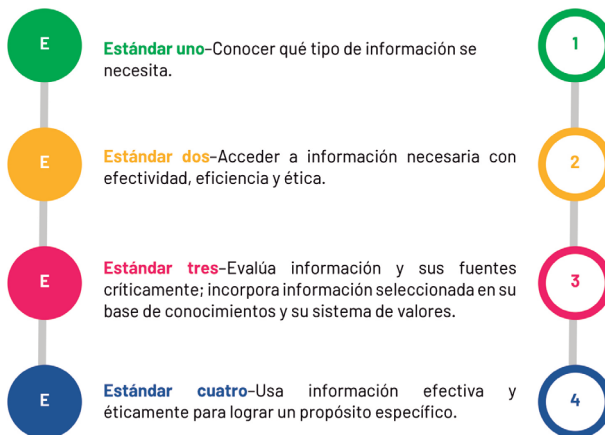 E
Estándar uno–Conocer qué tipo de información se
necesita.
1
E
Estándar dos–Acceder a información necesaria con
efectividad, eficiencia y ética.
2
E
Estándar tres–Evalúa información y sus fuentes
críticamente; incorpora información seleccionada en su
base de conocimientos y su sistema de valores.
3
E
Estándar cuatro–Usa información efectiva y
éticamente para lograr un propósito específico.
4